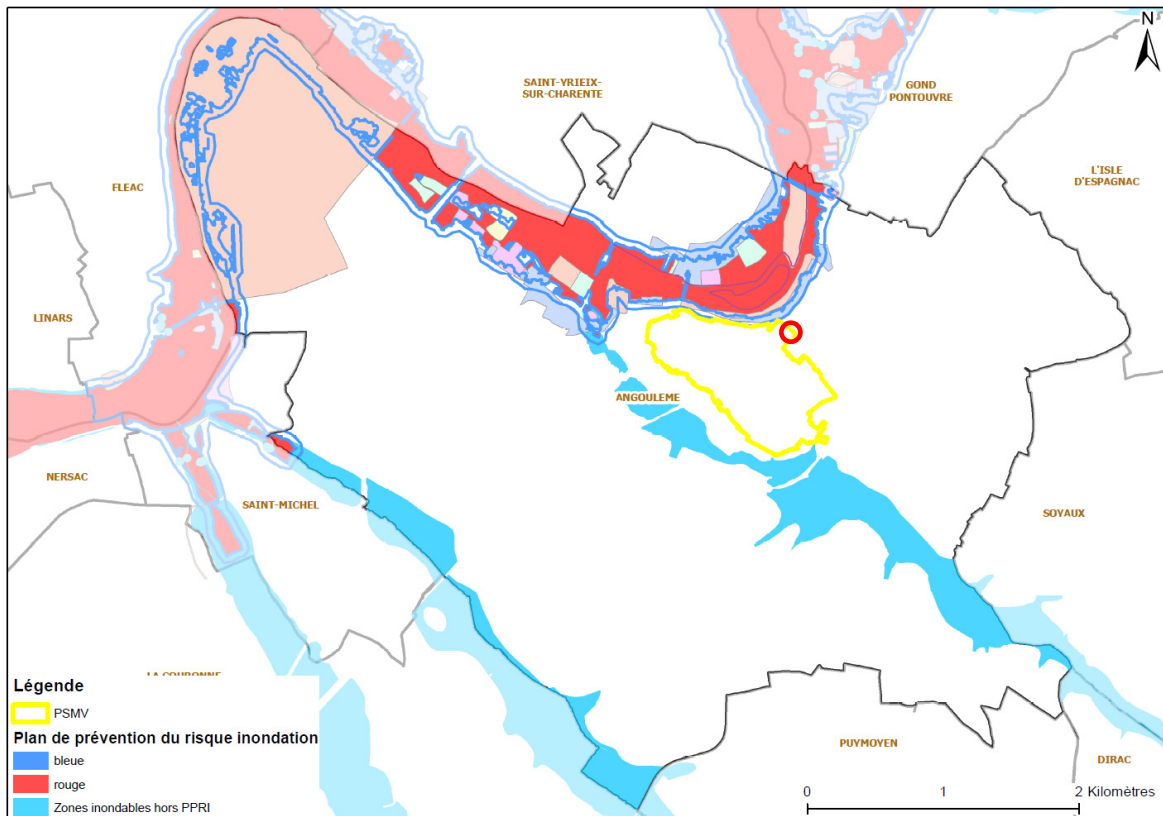 N
SAINT-YRIEIX-
SUR-CHARENTE
GOND
PONTOUVRE
L'ISLE
D'ESPAGNAC
FLEAC
LINARS
ANGOULEME
NERSAC
SAINT-MICHEL
SOYAUX
LA COURONNE
PUYMOYEN
DIRAC
Légende
PSMV
Plan de prévention du risque inondation
bleue
rouge
Zones inondables hors PPRI
0 1 2 Kilomètres